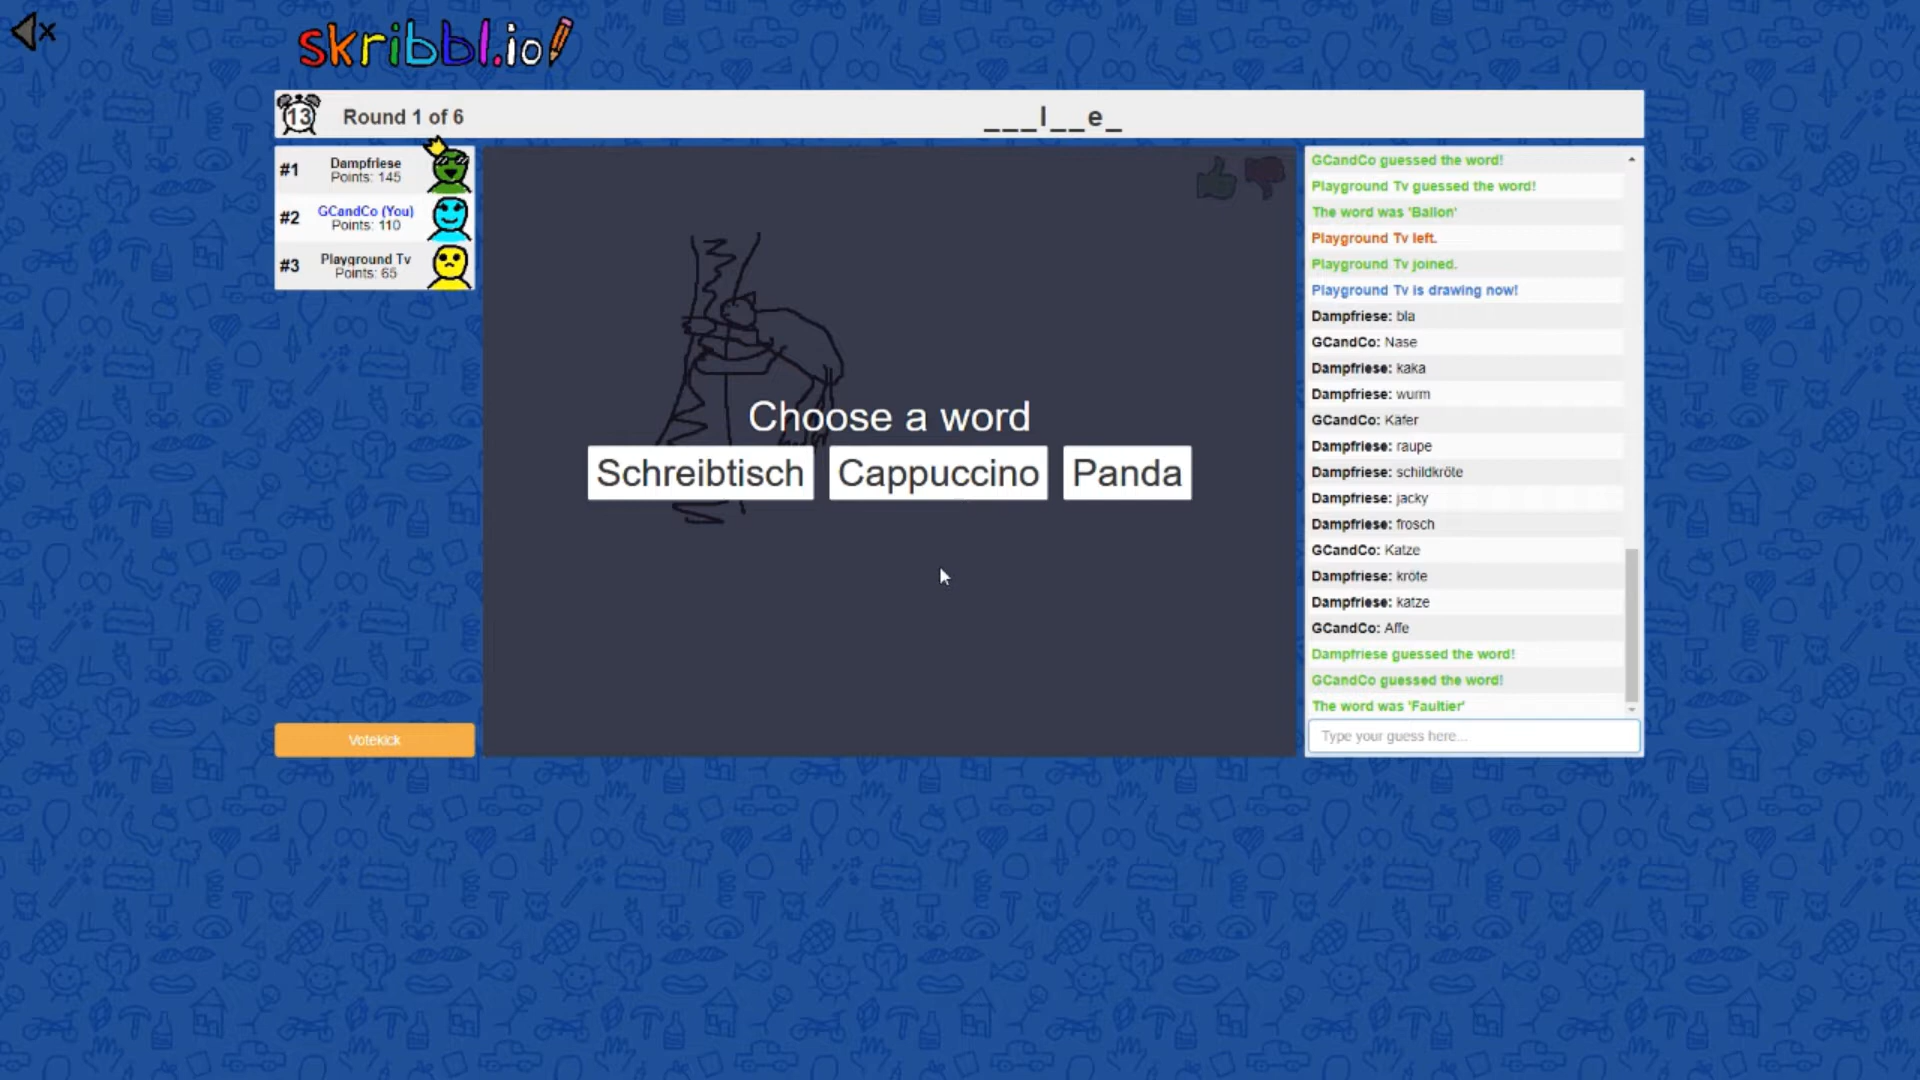 skribbl.io
13
Round 1 of 6
___l__e_
#1
Dampfriese
Points: 145
#2
GCandCo (You)
Points: 110
#3
Playground Tv
Points: 65
Votekick
Choose a word
Schreibtisch
Cappuccino
Panda
GCandCo guessed the word!
Playground Tv guessed the word!
The word was 'Ballon'
Playground Tv left.
Playground Tv joined.
Playground Tv is drawing now!
Dampfriese: bla
GCandCo: Nase
Dampfriese: kaka
Dampfriese: wurm
GCandCo: Käfer
Dampfriese: raupe
Dampfriese: schildkröte
Dampfriese: jacky
Dampfriese: frosch
GCandCo: Katze
Dampfriese: kröte
Dampfriese: katze
GCandCo: Affe
Dampfriese guessed the word!
GCandCo guessed the word!
The word was 'Faultier'
Type your guess here...